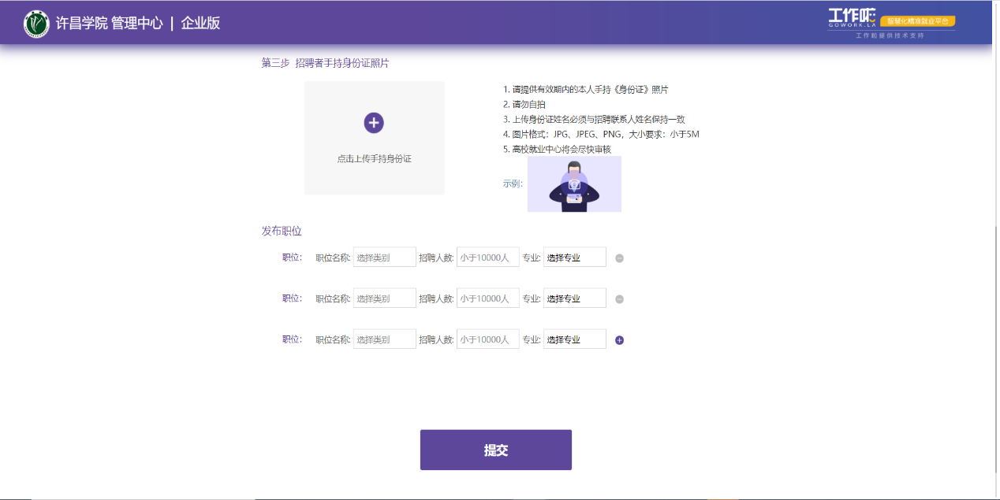 许昌学院 管理中心 | 企业版
工作啦 智慧化精准就业平台
GOWORK.LA
工作啦提供技术支持
第三步 招聘者手持身份证照片
点击上传手持身份证
1. 请提供有效期内的本人手持《身份证》照片
2. 请勿自拍
3. 上传身份证姓名必须与招聘联系人姓名保持一致
4. 图片格式：JPG、JPEG、PNG，大小要求：小于5M
5. 高校就业中心将会尽快审核
示例：
发布职位
职位： 职位名称: 选择类别 招聘人数: 小于10000人 专业: 选择专业
职位： 职位名称: 选择类别 招聘人数: 小于10000人 专业: 选择专业
职位： 职位名称: 选择类别 招聘人数: 小于10000人 专业: 选择专业
提交